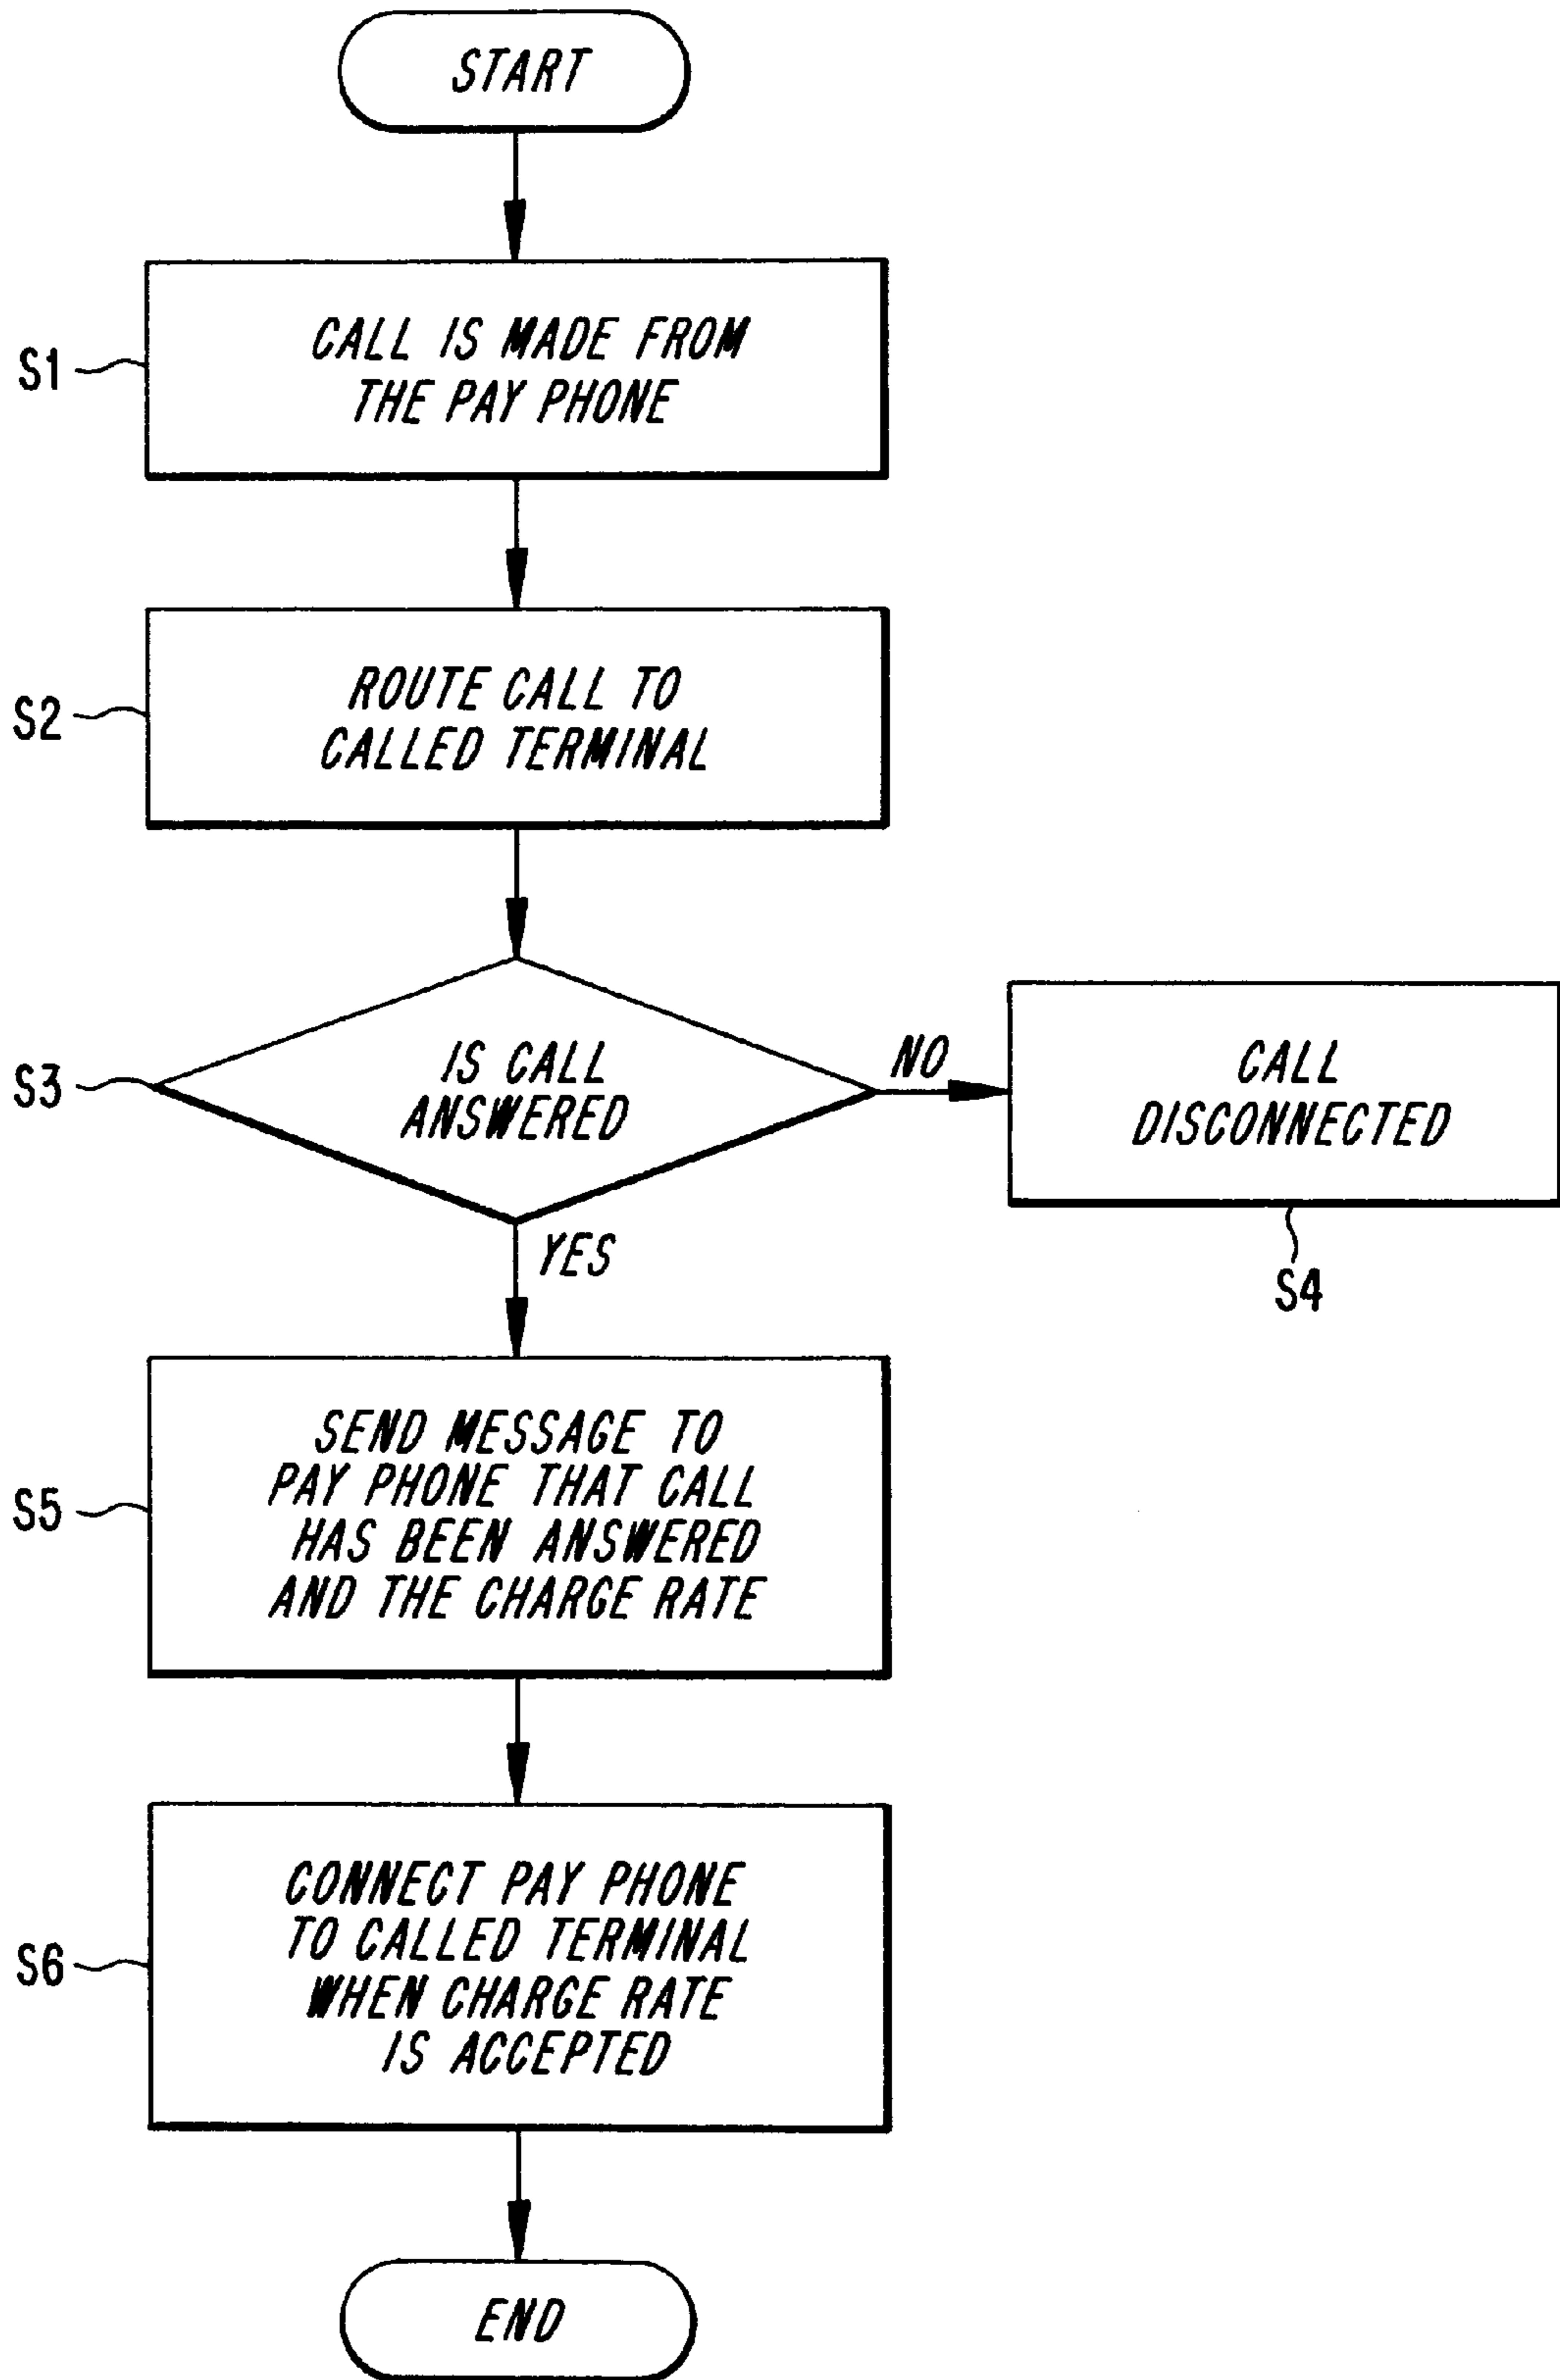 START
S1
CALL IS MADE FROM
THE PAY PHONE
S2
ROUTE CALL TO
CALLED TERMINAL
S3
IS CALL
ANSWERED
NO
CALL
DISCONNECTED
S4
YES
S5
SEND MESSAGE TO
PAY PHONE THAT CALL
HAS BEEN ANSWERED
AND THE CHARGE RATE
S6
CONNECT PAY PHONE
TO CALLED TERMINAL
WHEN CHARGE RATE
IS ACCEPTED
END